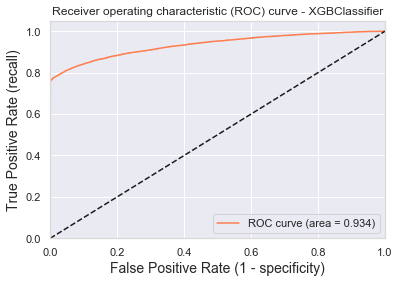 Receiver operating characteristic (ROC) curve - XGBClassifier
True Positive Rate (recall)
1.0
0.8
0.6
0.4
0.2
0.0
ROC curve (area = 0.934)
0.0 0.2 0.4 0.6 0.8 1.0
False Positive Rate (1 - specificity)